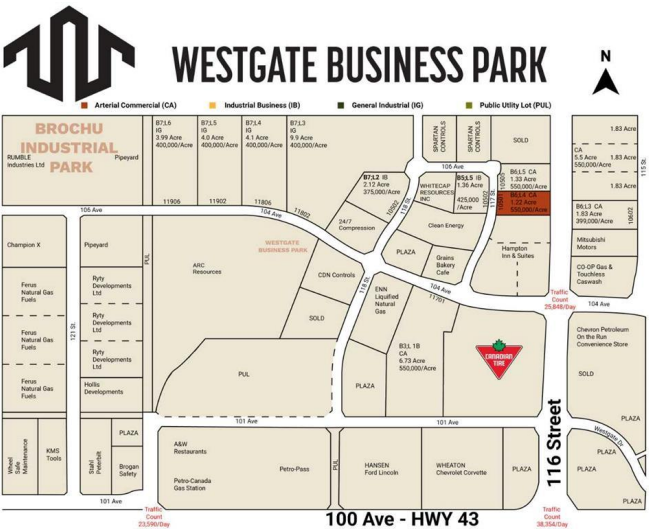 WESTGATE BUSINESS PARK
N
Arterial Commercial (CA)
Industrial Business (IB)
General Industrial (IG)
Public Utlity Lot (PUL)
BROCHU
INDUSTRIAL
PARK
RUMBLE
Industries Ltd
Pipeyard
B7;L6
IG
3.99 Acre
400,000/Acre
B7;L5
IG
4.0 Acre
400,000/Acre
B7;L4
IG
4.1 Acre
400,000/Acre
B7;L3
IG
9.9 Acre
400,000/Acre
SPARTAN
CONTROLS
SPARTAN
CONTROLS
SOLD
1.83 Acre
CA
5.5 Acre
550,000/Acre
1.83 Acre
1.83 Acre
115 St.
106 Ave
B7;L2 IB
2.12 Acre
375,000/Acre
WHITECAP
RESOURCES
INC
B5;L5 IB
1.36 Acre
425,000
/Acre
B6;L5 CA
1.33 Acre
550,000/Acre
B6;L4 CA
1.22 Acre
550,000/Acre
B6;L3 CA
1.83 Acre
399,000/Acre
10602
10502
118 St.
10502
117 St.
106 Ave
11906
11806
11802
104 Ave
24/7
Compression
Clean Energy
Mitsubishi
Motors
Champion X
Pipeyard
PUL
ARC
Resources
WESTGATE
BUSINESS PARK
PLAZA
Grains
Bakery
Cafe
Hampton
Inn & Suites
CO-OP Gas &
Touchless
Caswash
CDN Controls
118 St.
ENN
Liquified
Natural
Gas
104 Ave
11701
Traffic
Count
25,848/Day
104 Ave
Ferus
Natural Gas
Fuels
Ryty
Developments
Ltd
SOLD
Ferus
Natural Gas
Fuels
121 St.
Ryty
Developments
Ltd
Chevron Petroleum
On the Run
Convenience Store
B3;L 1B
CA
6.73 Acre
550,000/Acre
CANADIAN
TIRE
Ryty
Developments
Ltd
PUL
SOLD
Ferus
Natural Gas
Fuels
Hollis
Developments
PLAZA
116 Street
PLAZA
101 Ave
101 Ave
Westgate Dr
Wheel
Safe
Maintenance
KMS
Tools
Stahl
Peterbilt
PLAZA
Brogan
Safety
A&W
Restaurants
Petro-Canada
Gas Station
Petro-Pass
PUL
HANSEN
Ford Lincoln
WHEATON
Chevrolet Corvette
PLAZA
PLAZA
PLAZA
PLAZA
101 Ave
Traffic
Count
23,590/Day
100 Ave - HWY 43
Traffic
Count
38,354/Day